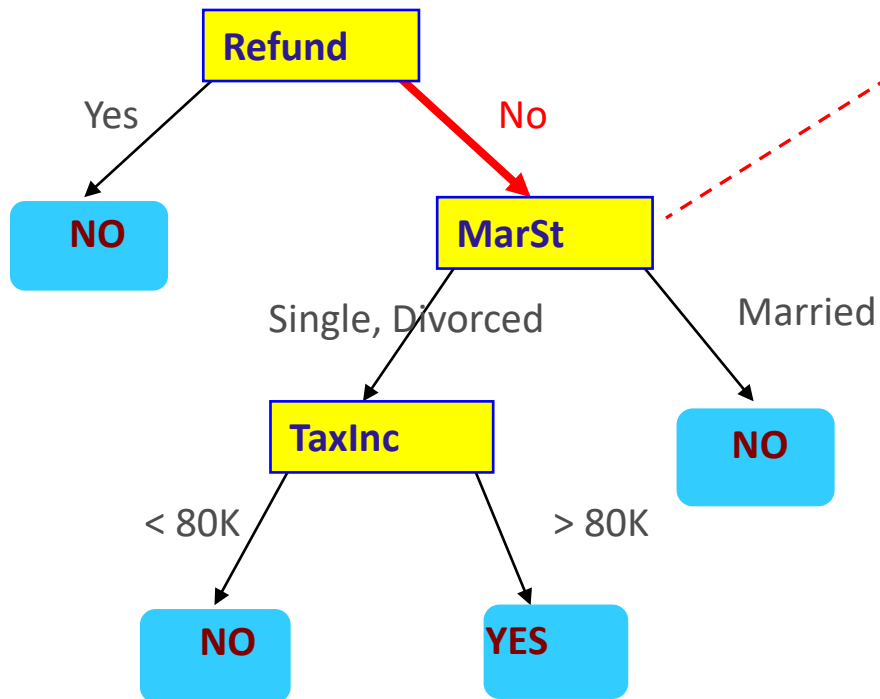 Refund
Yes
No
NO
MarSt
Single, Divorced
Married
TaxInc
NO
< 80K
> 80K
NO
YES